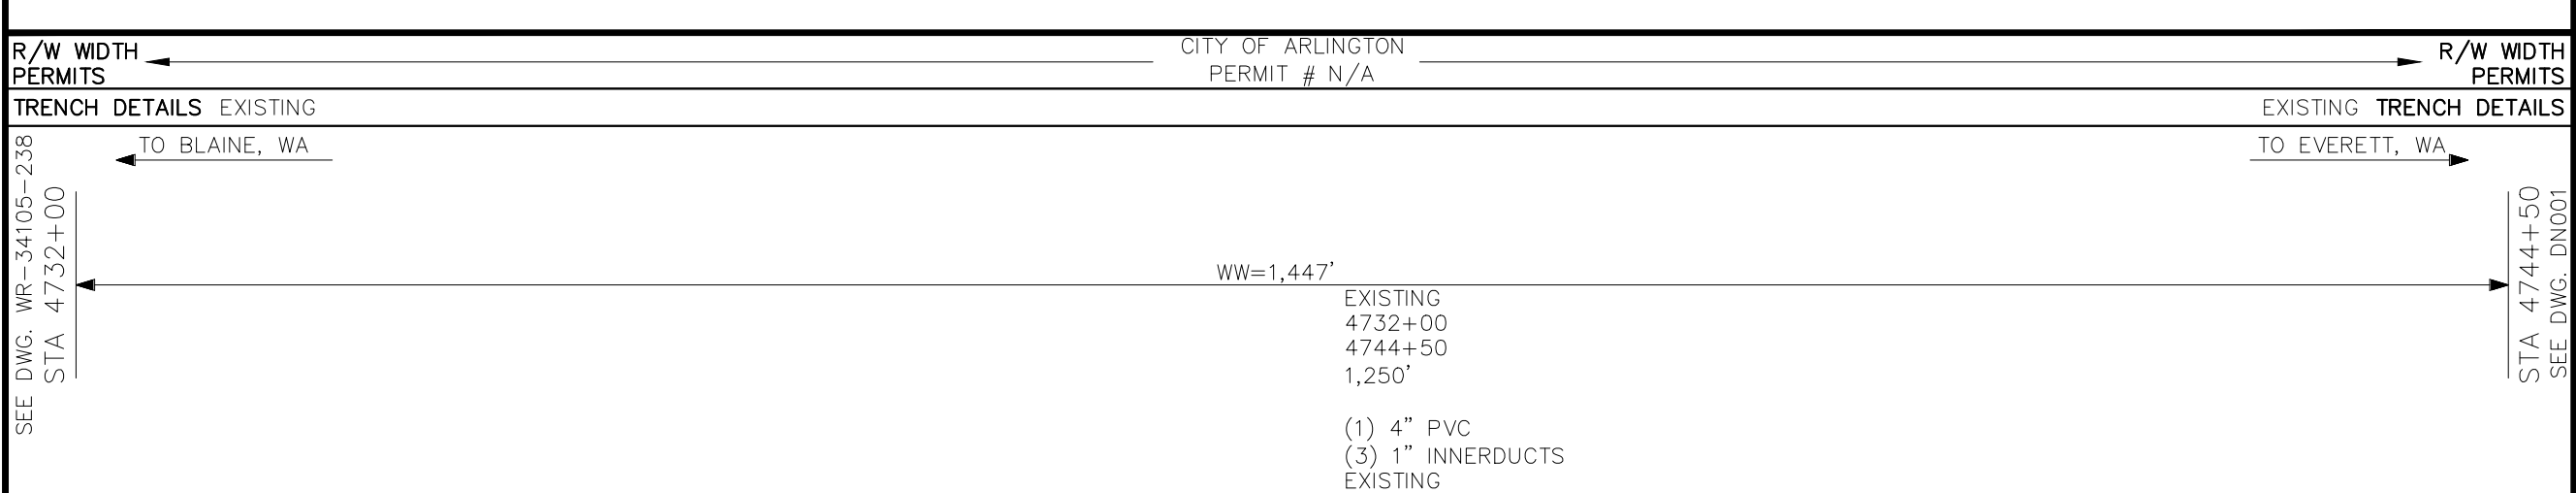 R/W WIDTH
PERMITS
CITY OF ARLINGTON
PERMIT # N/A
R/W WIDTH
PERMITS
TRENCH DETAILS EXISTING
EXISTING TRENCH DETAILS
SEE DWG. WR-34105-238
STA 4732+00
TO BLAINE, WA
TO EVERETT, WA
STA 4744+50
SEE DWG. DN001
WW=1,447'
EXISTING
4732+00
4744+50
1,250'
(1) 4" PVC
(3) 1" INNERDUCTS
EXISTING